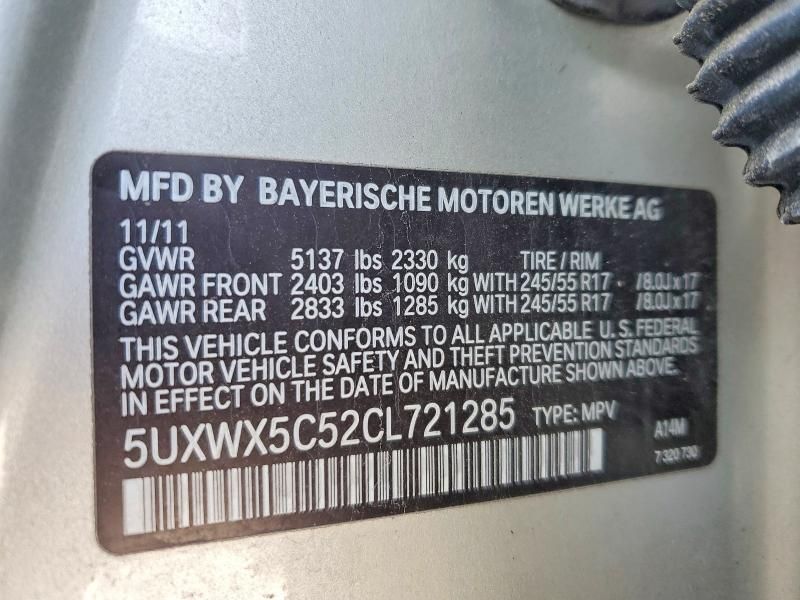 MFD BY BAYERISCHE MOTOREN WERKE AG
11/11
GVWR 5137 lbs 2330 kg TIRE / RIM
GAWR FRONT 2403 lbs 1090 kg WITH 245/55 R17 / 8.0J x 17
GAWR REAR 2833 lbs 1285 kg WITH 245/55 R17 / 8.0J x 17
THIS VEHICLE CONFORMS TO ALL APPLICABLE U.S. FEDERAL
MOTOR VEHICLE SAFETY AND THEFT PREVENTION STANDARDS
IN EFFECT ON THE DATE OF MANUFACTURE SHOWN ABOVE.
5UXWX5C52CL721285 TYPE: MPV A14M
7 320 730